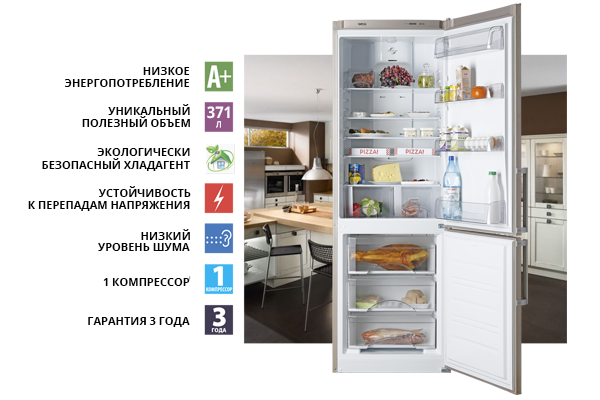 НИЗКОЕ
ЭНЕРГОПОТРЕБЛЕНИЕ
A+
УНИКАЛЬНЫЙ
ПОЛЕЗНЫЙ ОБЪЕМ
371
Л
ЭКОЛОГИЧЕСКИ
БЕЗОПАСНЫЙ ХЛАДАГЕНТ
УСТОЙЧИВОСТЬ
К ПЕРЕПАДАМ НАПРЯЖЕНИЯ
НИЗКИЙ
УРОВЕНЬ ШУМА
1 КОМПРЕССОР
1
КОМПРЕССОР
ГАРАНТИЯ 3 ГОДА
3
ГОДА
PIZZA! PIZZA!